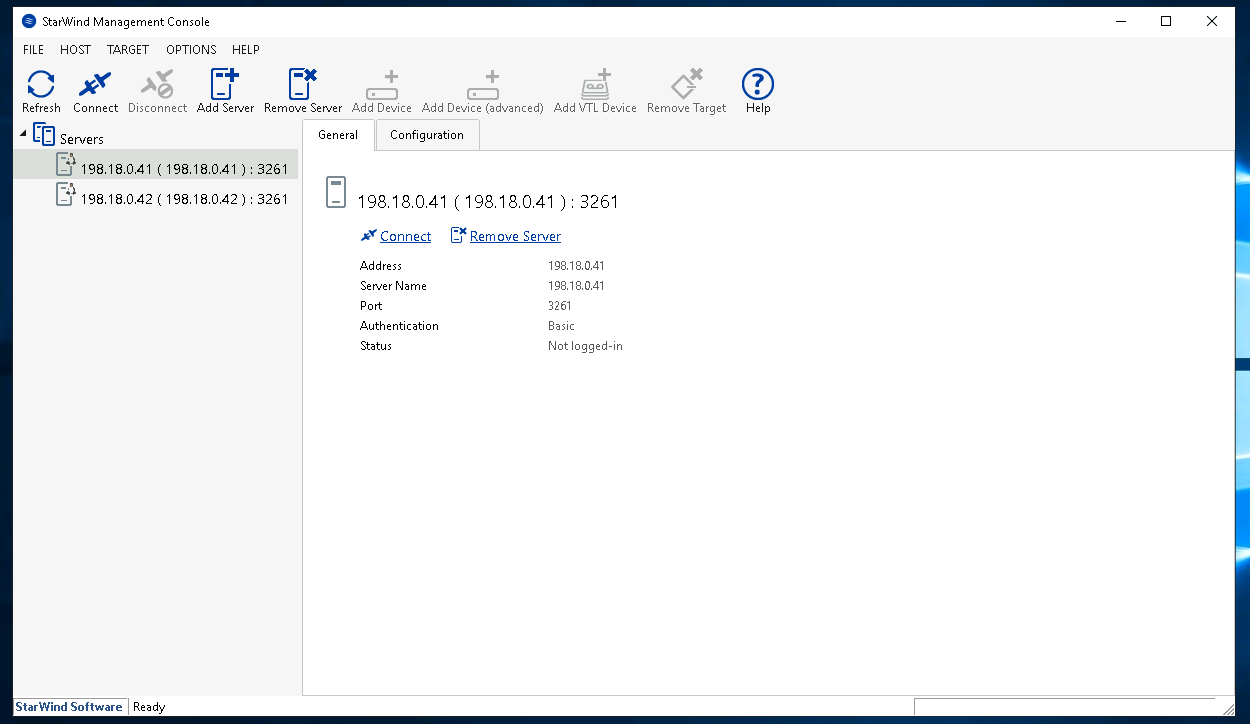 StarWind Management Console
FILE HOST TARGET OPTIONS HELP
Refresh Connect Disconnect Add Server Remove Server Add Device Add Device (advanced) Add VTL Device Remove Target Help
Servers
198.18.0.41 ( 198.18.0.41 ) : 3261
198.18.0.42 ( 198.18.0.42 ) : 3261
General Configuration
198.18.0.41 ( 198.18.0.41 ) : 3261
Connect Remove Server
Address 198.18.0.41
Server Name 198.18.0.41
Port 3261
Authentication Basic
Status Not logged-in
StarWind Software Ready